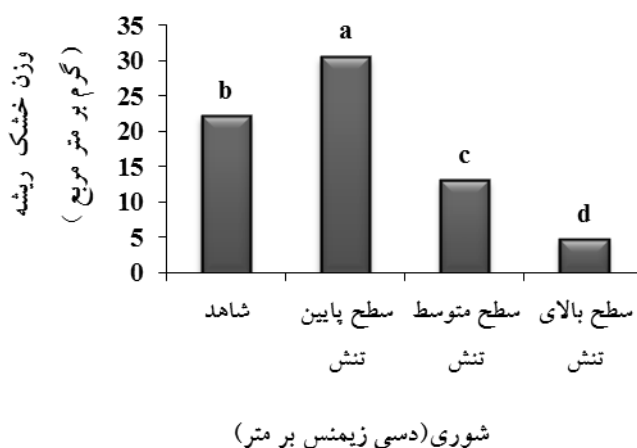 وزن خشک ریشه
(گرم بر متر مربع)
35
30
25
20
15
10
5
0
b
a
c
d
شاهد
سطح پایین
تنش
سطح متوسط
تنش
سطح بالای
تنش
شوری(دسی زیمنس بر متر)